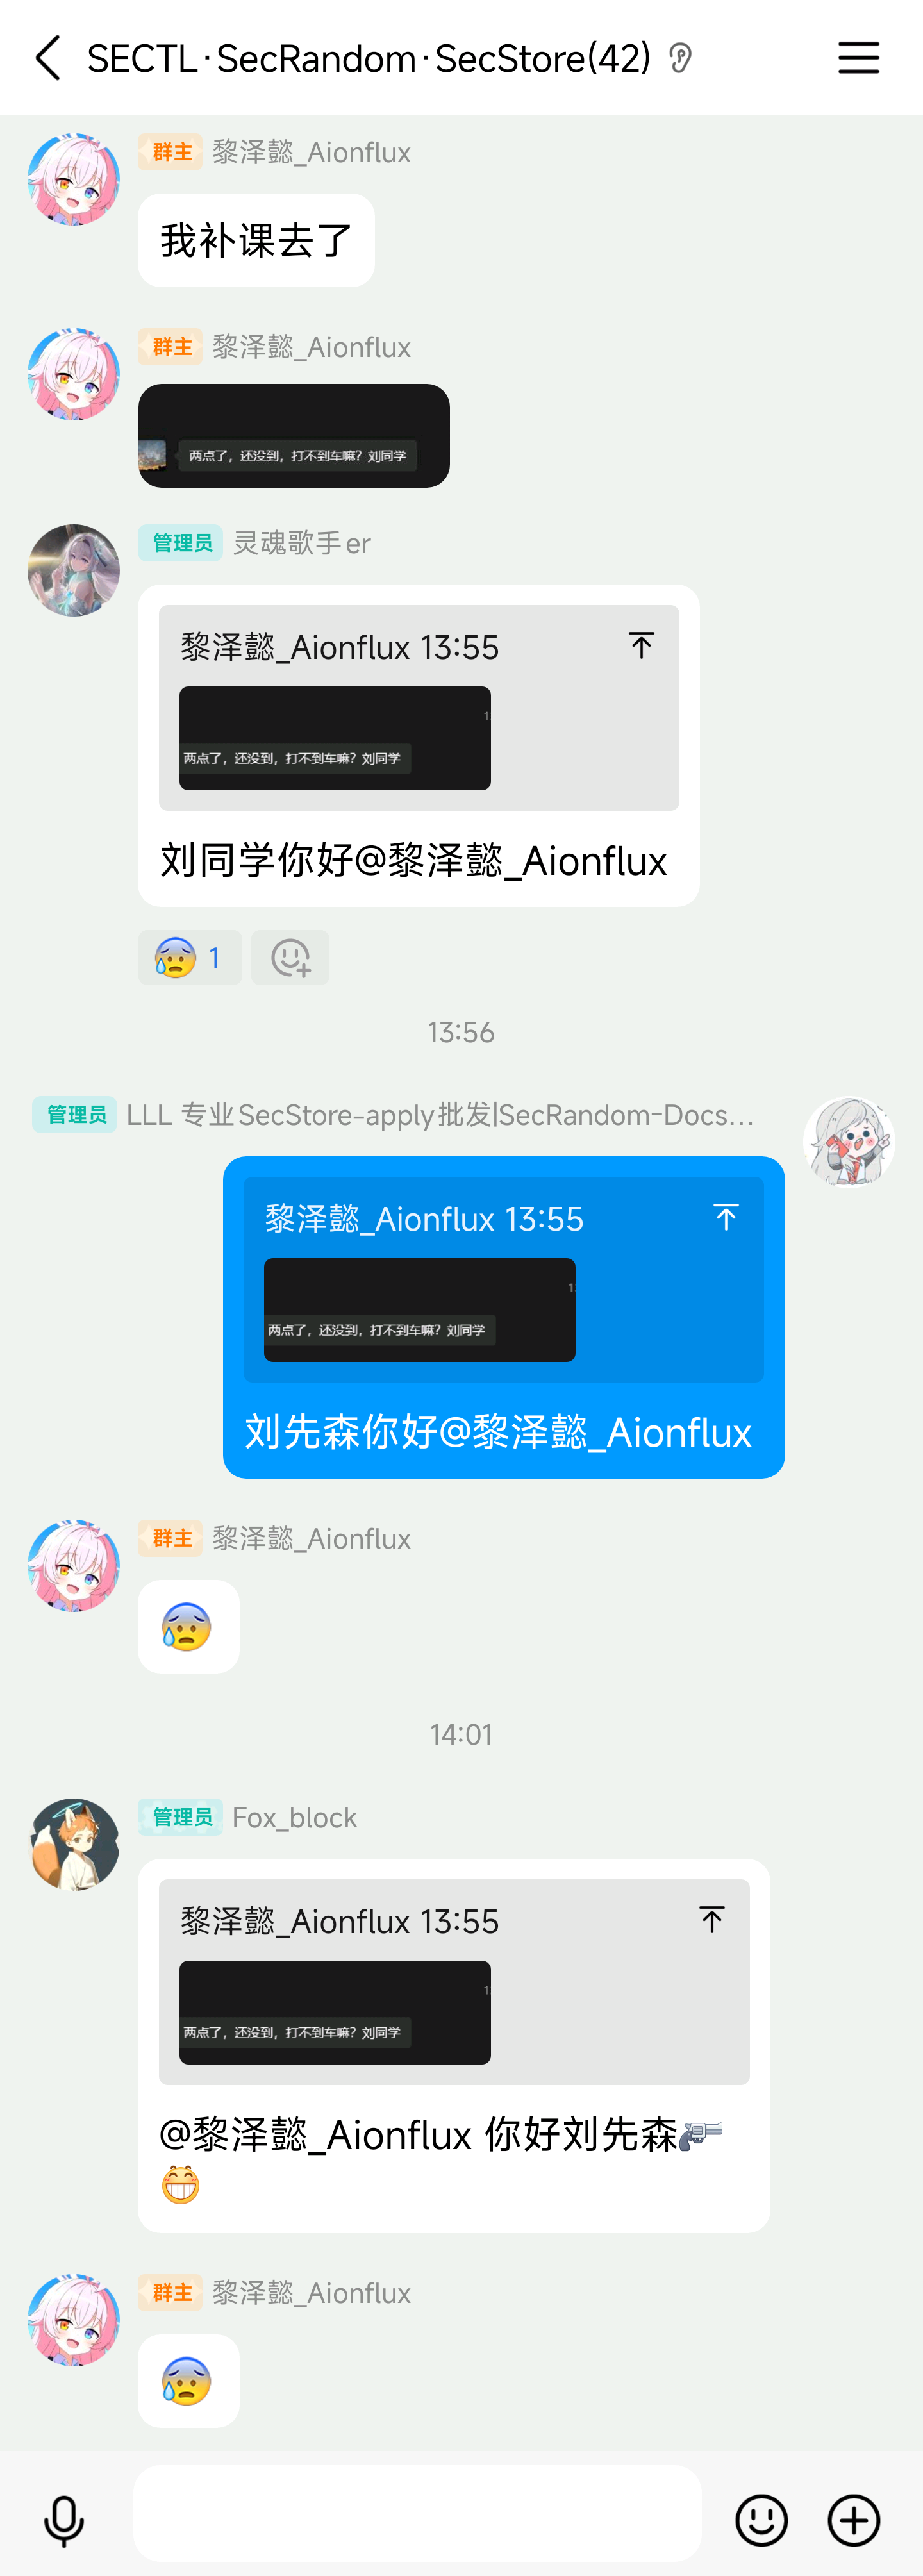 SECTL·SecRandom·SecStore(42)
群主 黎泽懿_Aionflux
我补课去了
群主 黎泽懿_Aionflux
两点了，还没到，打不到车嘛？刘同学
管理员 灵魂歌手er
黎泽懿_Aionflux 13:55
1
两点了，还没到，打不到车嘛？刘同学
刘同学你好@黎泽懿_Aionflux
😰 1
13:56
管理员 LLL 专业SecStore-apply批发|SecRandom-Docs...
黎泽懿_Aionflux 13:55
1
两点了，还没到，打不到车嘛？刘同学
刘先森你好@黎泽懿_Aionflux
群主 黎泽懿_Aionflux
😰
14:01
管理员 Fox_block
黎泽懿_Aionflux 13:55
1
两点了，还没到，打不到车嘛？刘同学
@黎泽懿_Aionflux 你好刘先森🔫
😁
群主 黎泽懿_Aionflux
😰